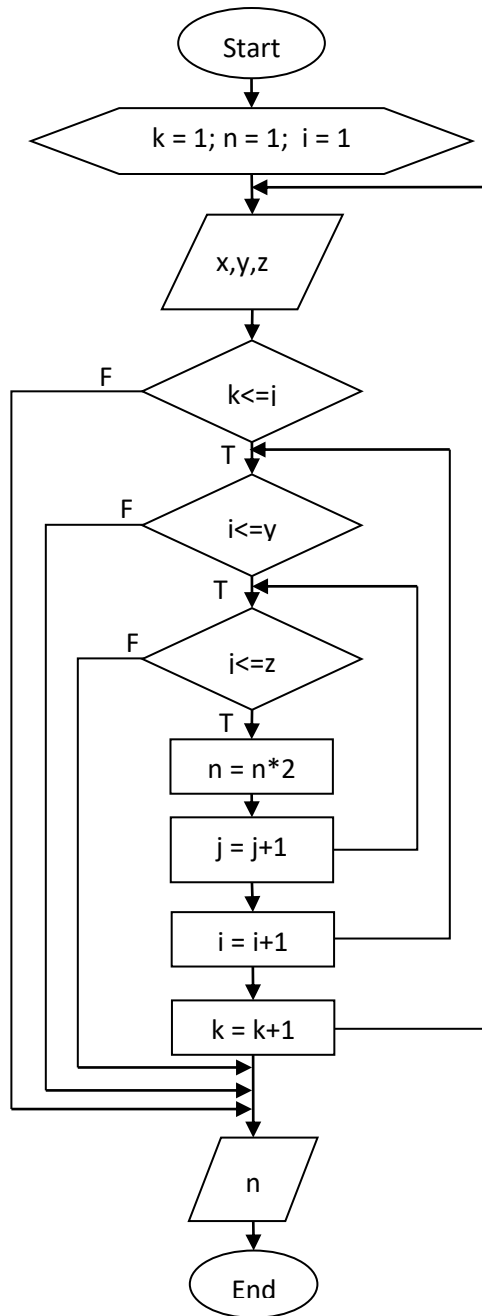 Start
k = 1; n = 1; i = 1
x,y,z
F
k<=j
T
F
i<=y
T
F
j<=z
T
n = n*2
j = j+1
i = i+1
k = k+1
n
End